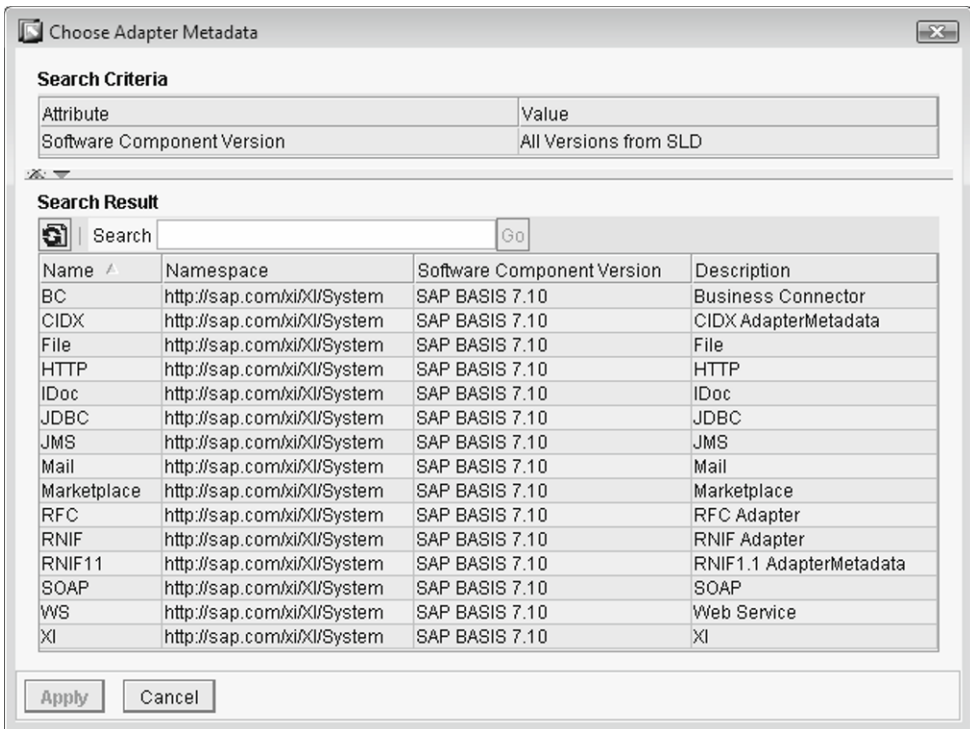 Choose Adapter Metadata
Search Criteria
Attribute Value
Software Component Version All Versions from SLD
Search Result
Search Go
Name Namespace Software Component Version Description
BC http://sap.com/xi/XI/System SAP BASIS 7.10 Business Connector
CIDX http://sap.com/xi/XI/System SAP BASIS 7.10 CIDX AdapterMetadata
File http://sap.com/xi/XI/System SAP BASIS 7.10 File
HTTP http://sap.com/xi/XI/System SAP BASIS 7.10 HTTP
IDoc http://sap.com/xi/XI/System SAP BASIS 7.10 IDoc
JDBC http://sap.com/xi/XI/System SAP BASIS 7.10 JDBC
JMS http://sap.com/xi/XI/System SAP BASIS 7.10 JMS
Mail http://sap.com/xi/XI/System SAP BASIS 7.10 Mail
Marketplace http://sap.com/xi/XI/System SAP BASIS 7.10 Marketplace
RFC http://sap.com/xi/XI/System SAP BASIS 7.10 RFC Adapter
RNIF http://sap.com/xi/XI/System SAP BASIS 7.10 RNIF Adapter
RNIF11 http://sap.com/xi/XI/System SAP BASIS 7.10 RNIF1.1 AdapterMetadata
SOAP http://sap.com/xi/XI/System SAP BASIS 7.10 SOAP
WS http://sap.com/xi/XI/System SAP BASIS 7.10 Web Service
XI http://sap.com/xi/XI/System SAP BASIS 7.10 XI
Apply Cancel